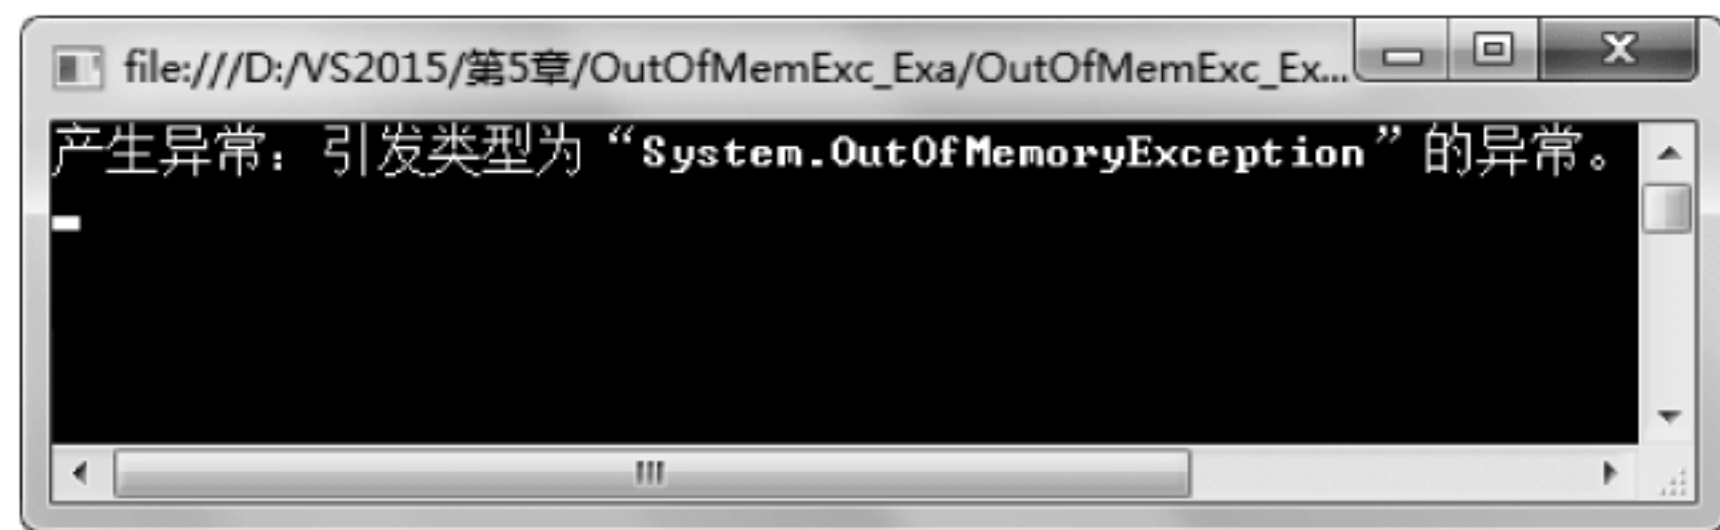 file:///D:/VS2015/第5章/OutOfMemExc_Exa/OutOfMemExc_Ex...
产生异常：引发类型为“System.OutOfMemoryException”的异常。